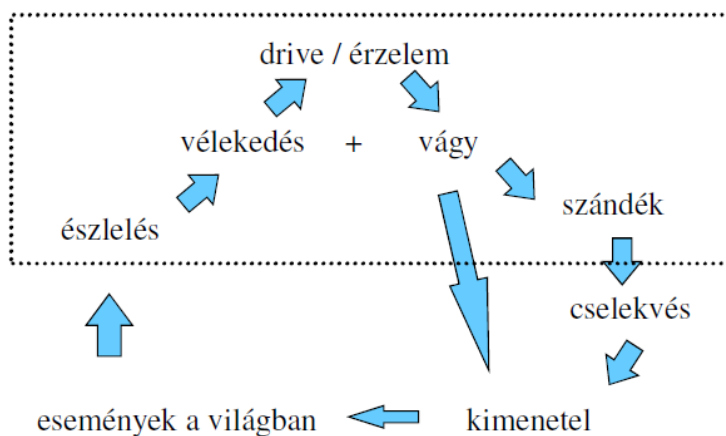 drive / érzelem
vélekedés + vágy
szándék
észlelés
cselekvés
események a világban kimenetel